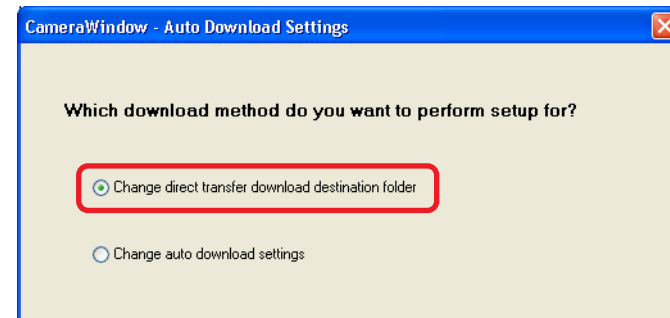 CameraWindow - Auto Download Settings
Which download method do you want to perform setup for?
Change direct transfer download destination folder
Change auto download settings